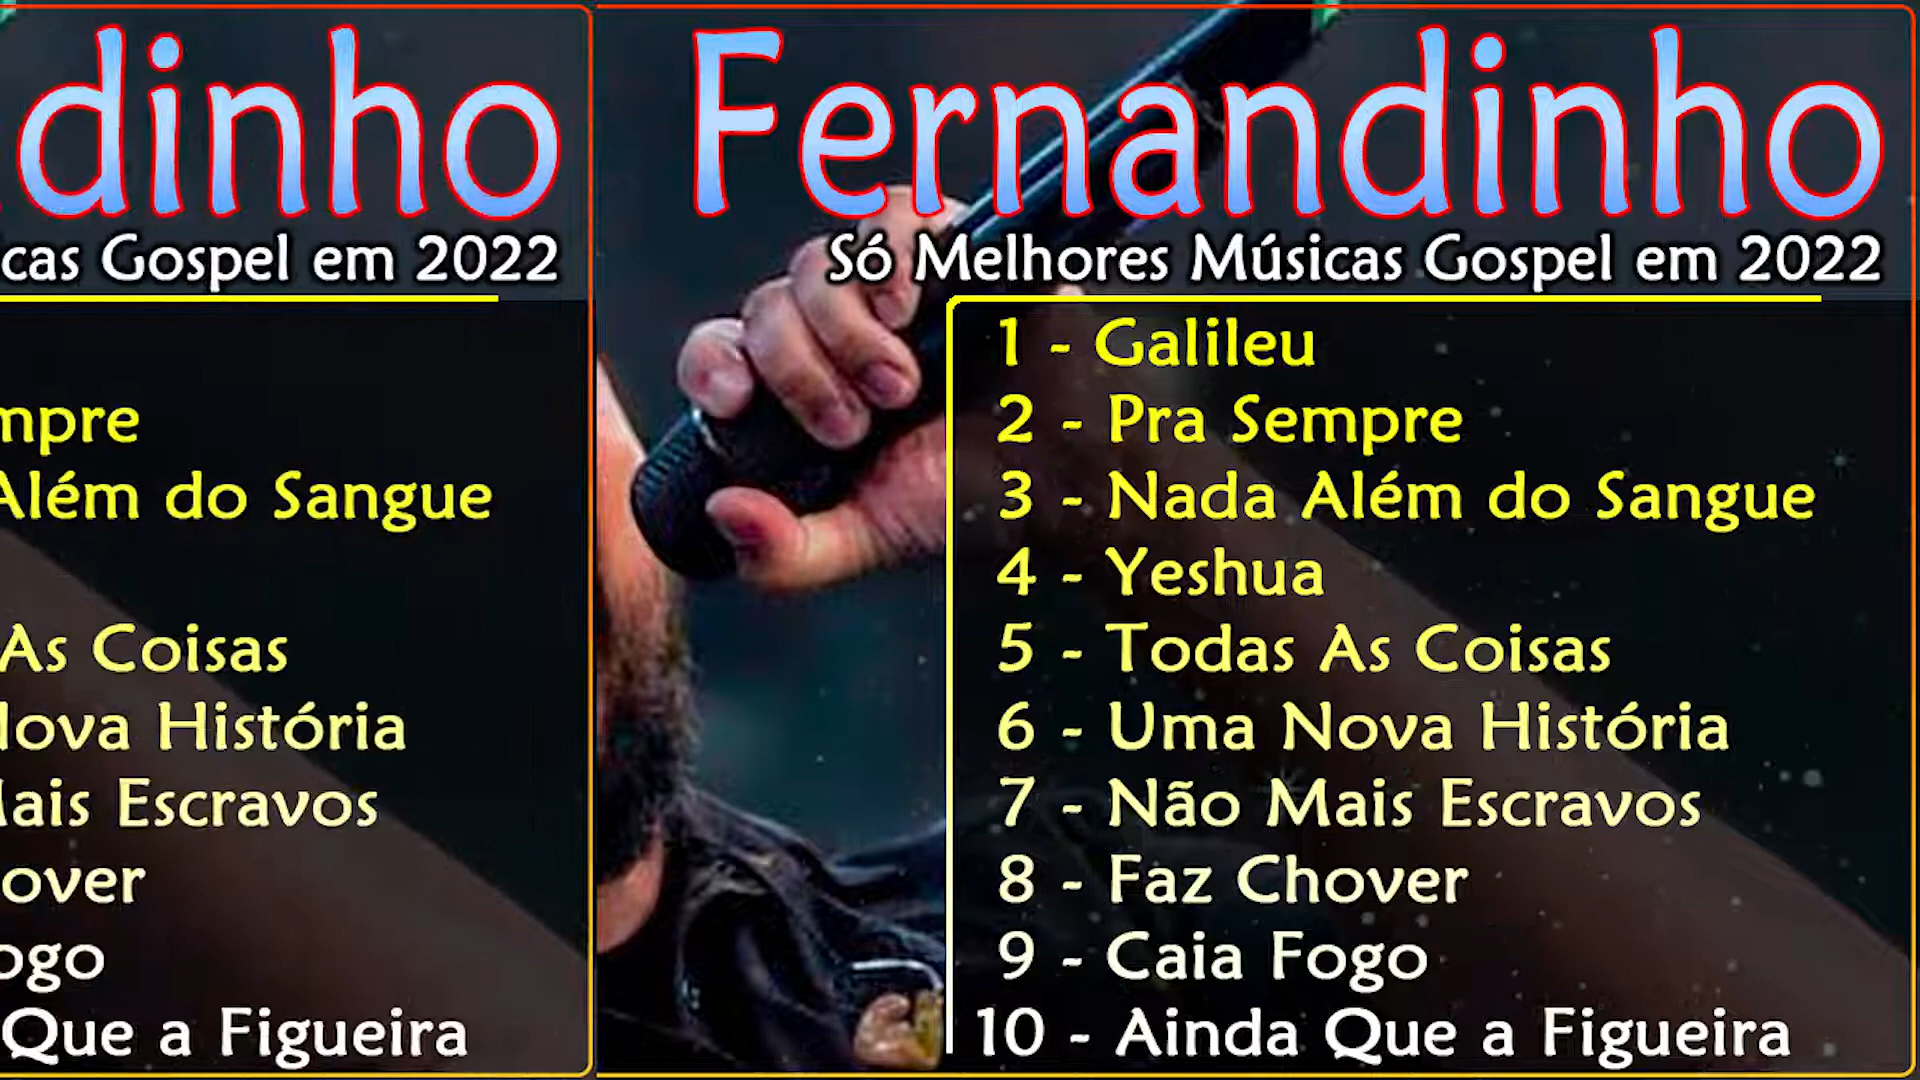 dinho
cas Gospel em 2022
mpre
Além do Sangue
As Coisas
Nova História
Mais Escravos
over
ogo
Que a Figueira
Fernandinho
Só Melhores Músicas Gospel em 2022
1 - Galileu
2 - Pra Sempre
3 - Nada Além do Sangue
4 - Yeshua
5 - Todas As Coisas
6 - Uma Nova História
7 - Não Mais Escravos
8 - Faz Chover
9 - Caia Fogo
10 - Ainda Que a Figueira